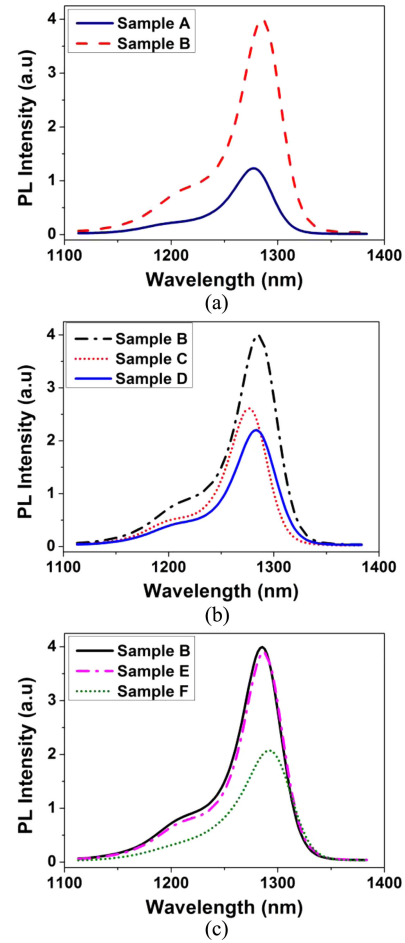 Sample A
Sample B
PL Intensity (a.u)
4
3
2
1
0
1100 1200 1300 1400
Wavelength (nm)
(a)
Sample B
Sample C
Sample D
PL Intensity (a.u)
4
3
2
1
0
1100 1200 1300 1400
Wavelength (nm)
(b)
Sample B
Sample E
Sample F
PL Intensity (a.u)
4
3
2
1
0
1100 1200 1300 1400
Wavelength (nm)
(c)